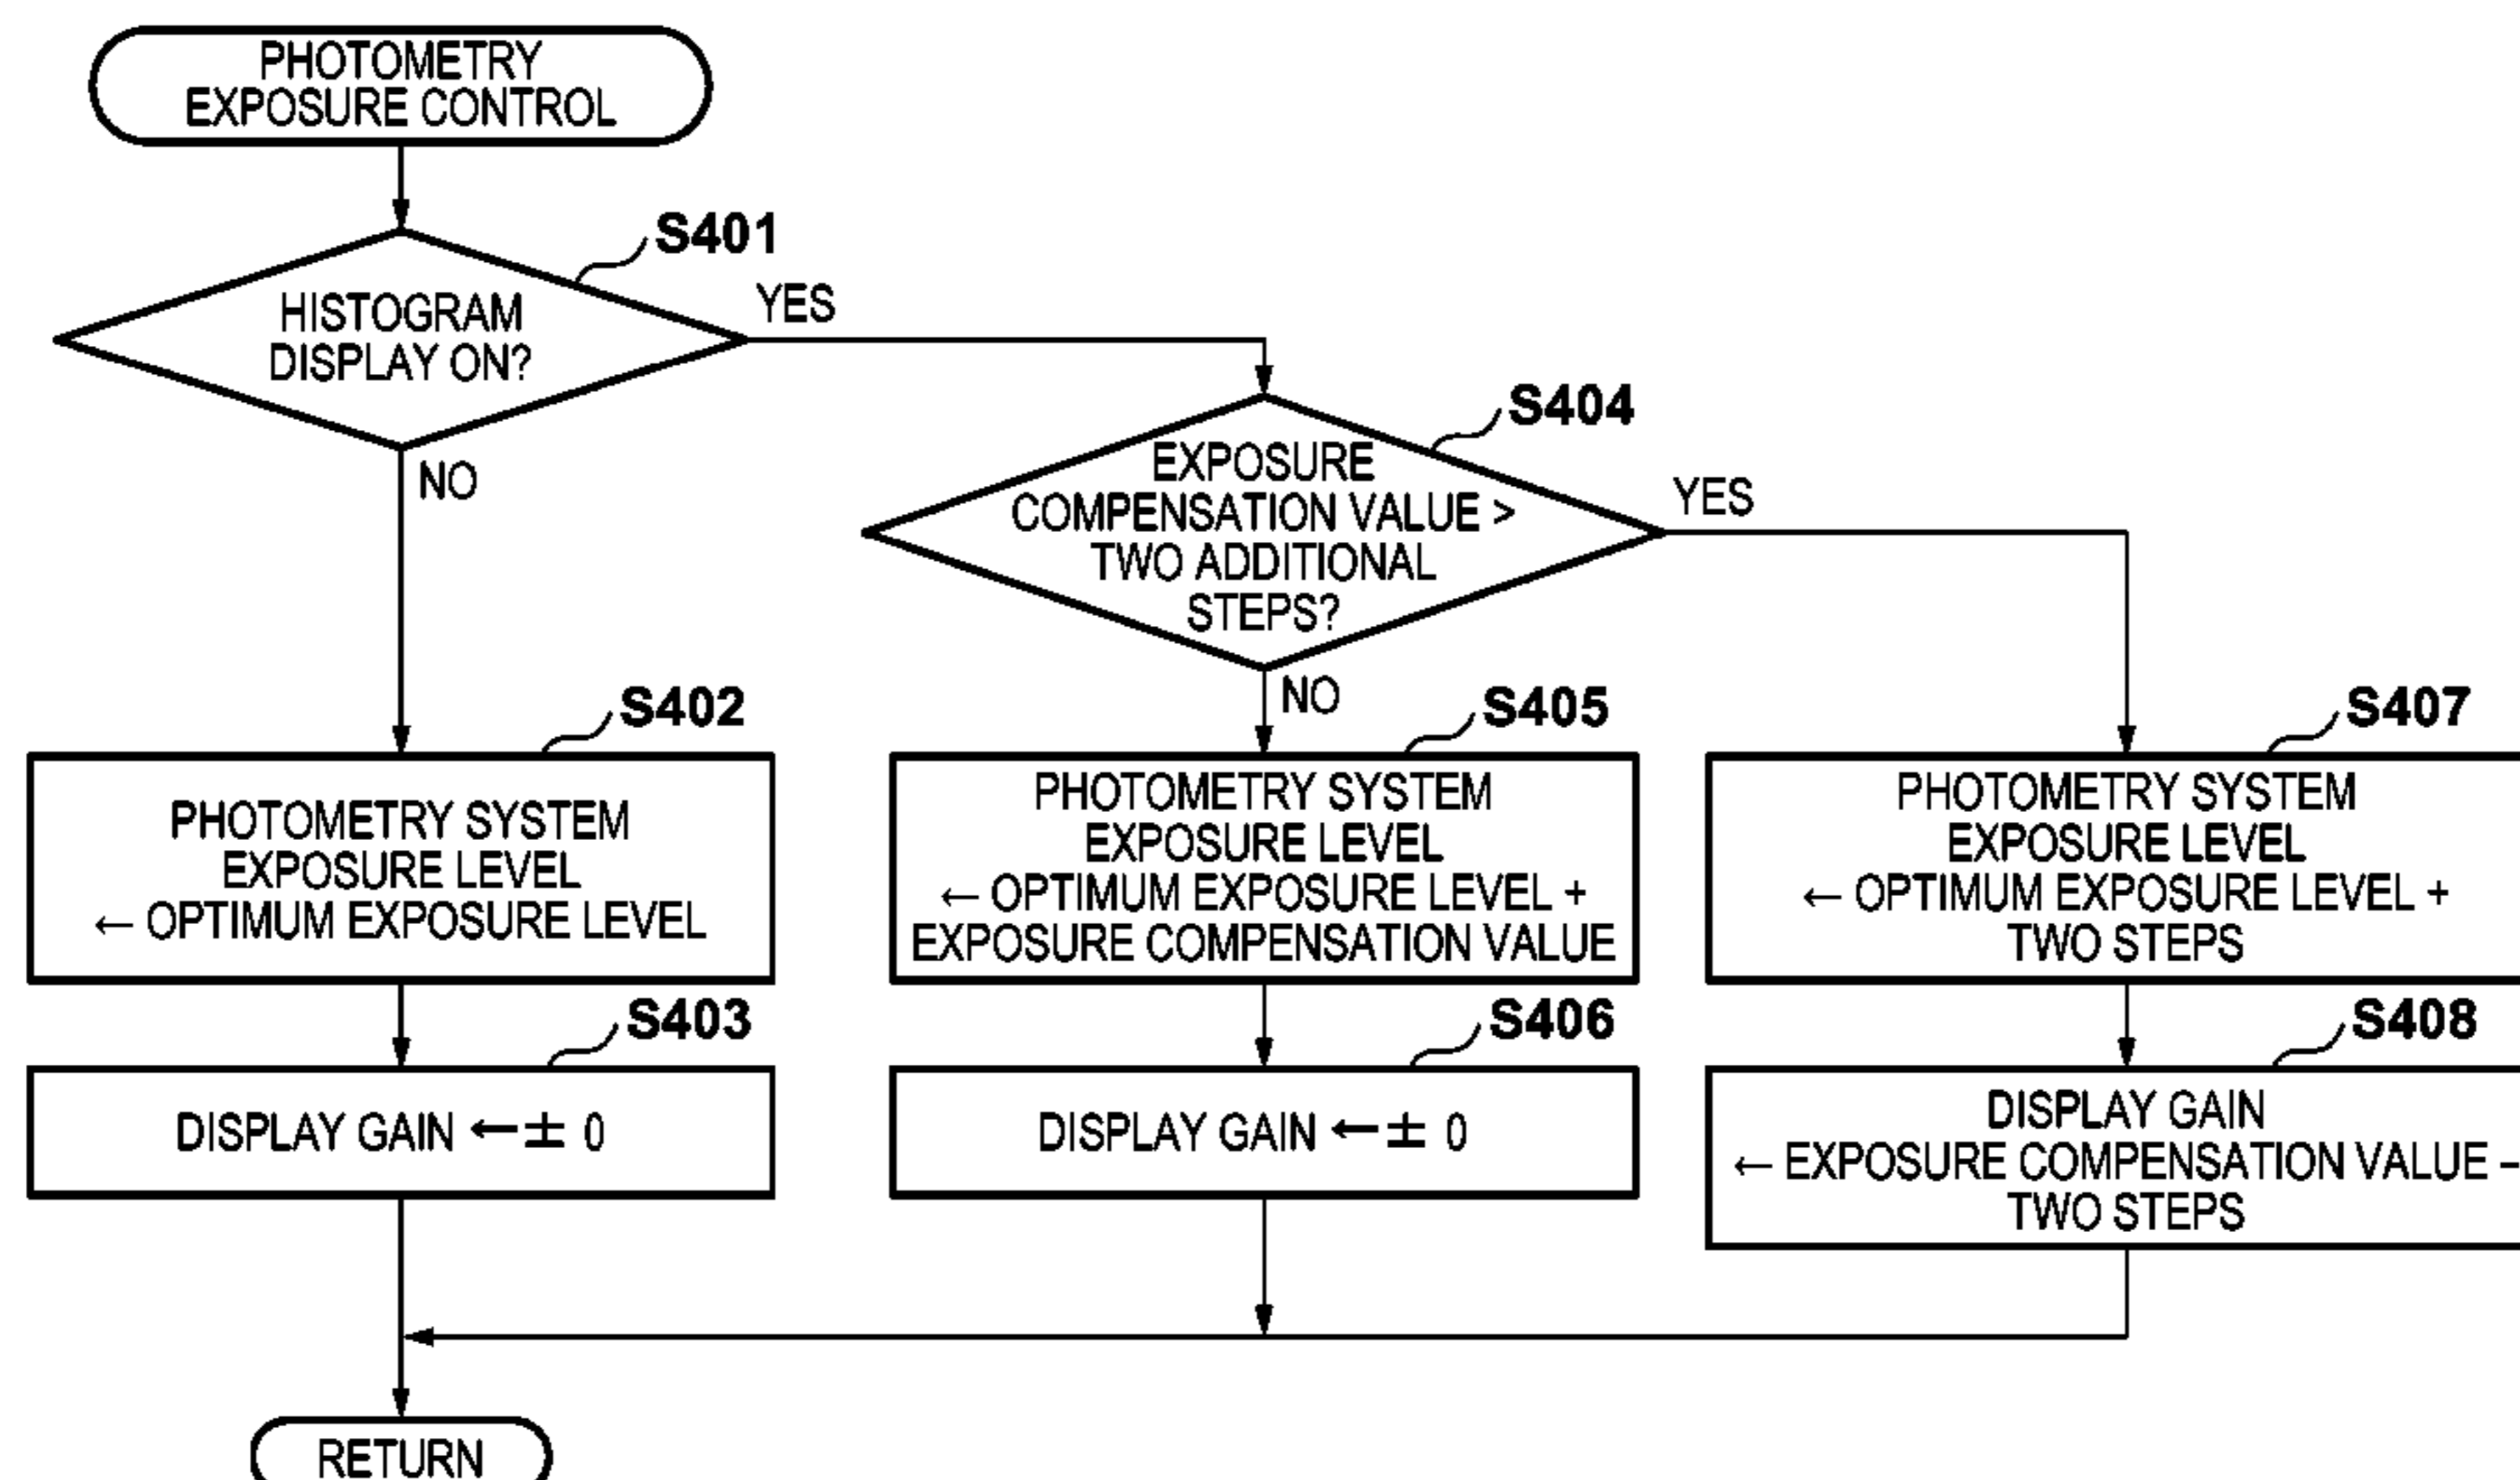 PHOTOMETRY
EXPOSURE CONTROL
S401
HISTOGRAM
DISPLAY ON?
YES
NO
S404
EXPOSURE
COMPENSATION VALUE >
TWO ADDITIONAL
STEPS?
YES
NO
S402
PHOTOMETRY SYSTEM
EXPOSURE LEVEL
← OPTIMUM EXPOSURE LEVEL
S405
PHOTOMETRY SYSTEM
EXPOSURE LEVEL
← OPTIMUM EXPOSURE LEVEL +
EXPOSURE COMPENSATION VALUE
S407
PHOTOMETRY SYSTEM
EXPOSURE LEVEL
← OPTIMUM EXPOSURE LEVEL +
TWO STEPS
S403
DISPLAY GAIN ← ± 0
S406
DISPLAY GAIN ← ± 0
S408
DISPLAY GAIN
← EXPOSURE COMPENSATION VALUE –
TWO STEPS
RETURN